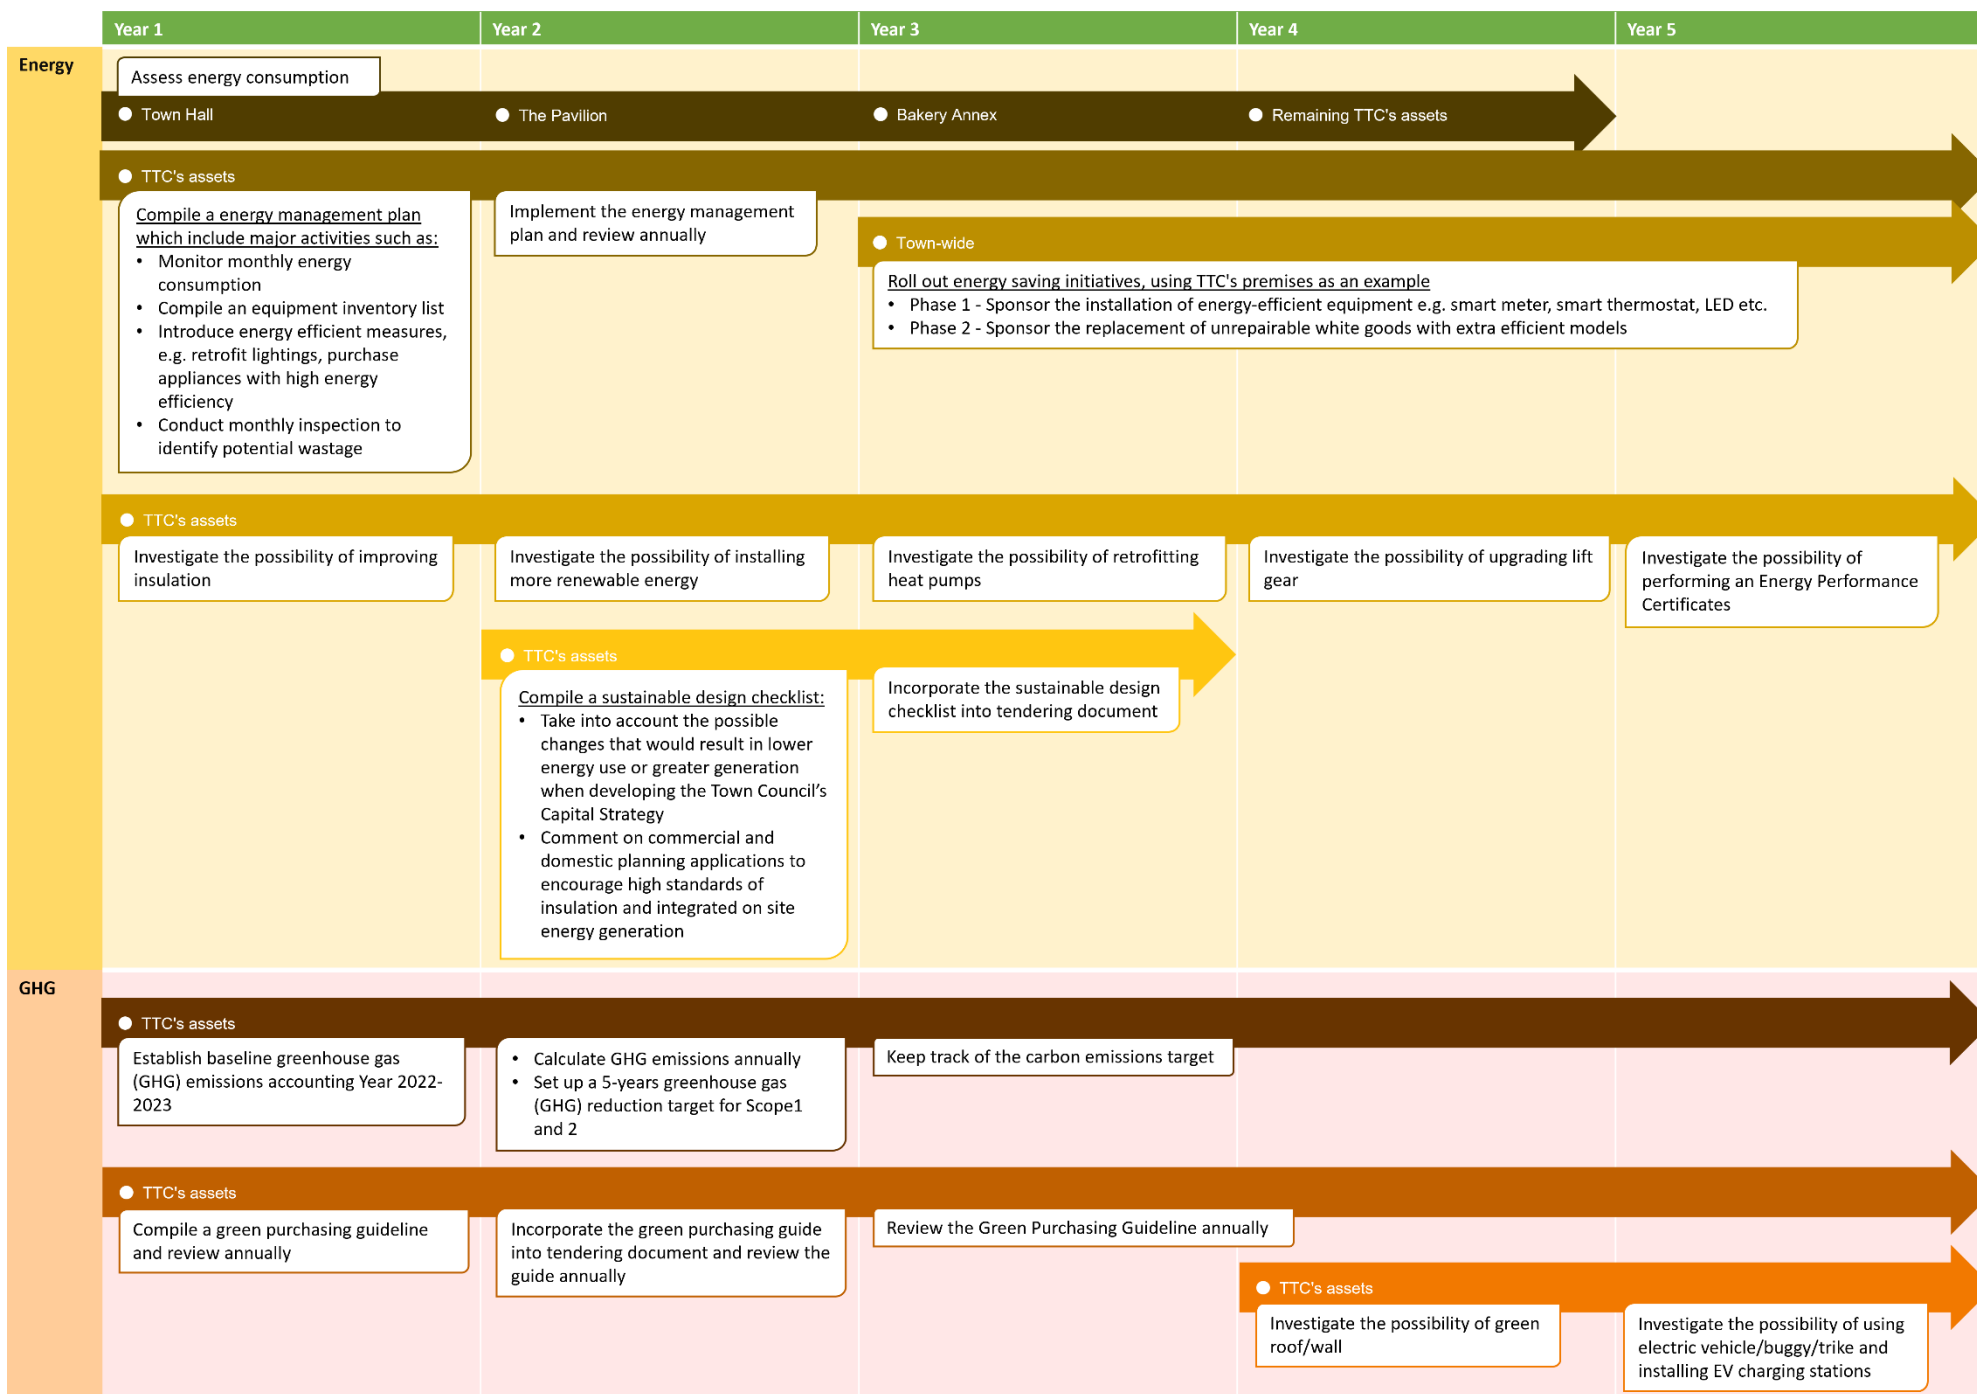 Year 1
Year 2
Year 3
Year 4
Year 5
Energy
Assess energy consumption
Town Hall
The Pavilion
Bakery Annex
Remaining TTC's assets
TTC's assets
Compile a energy management plan
which include major activities such as:
• Monitor monthly energy
consumption
• Compile an equipment inventory list
• Introduce energy efficient measures,
e.g. retrofit lightings, purchase
appliances with high energy
efficiency
• Conduct monthly inspection to
identify potential wastage
Implement the energy management
plan and review annually
Town-wide
Roll out energy saving initiatives, using TTC's premises as an example
• Phase 1 - Sponsor the installation of energy-efficient equipment e.g. smart meter, smart thermostat, LED etc.
• Phase 2 - Sponsor the replacement of unrepairable white goods with extra efficient models
TTC's assets
Investigate the possibility of improving
insulation
Investigate the possibility of installing
more renewable energy
Investigate the possibility of retrofitting
heat pumps
Investigate the possibility of upgrading lift
gear
Investigate the possibility of
performing an Energy Performance
Certificates
TTC's assets
Compile a sustainable design checklist:
• Take into account the possible
changes that would result in lower
energy use or greater generation
when developing the Town Council’s
Capital Strategy
• Comment on commercial and
domestic planning applications to
encourage high standards of
insulation and integrated on site
energy generation
Incorporate the sustainable design
checklist into tendering document
GHG
TTC's assets
Establish baseline greenhouse gas
(GHG) emissions accounting Year 2022-
2023
• Calculate GHG emissions annually
• Set up a 5-years greenhouse gas
(GHG) reduction target for Scope1
and 2
Keep track of the carbon emissions target
TTC's assets
Compile a green purchasing guideline
and review annually
Incorporate the green purchasing guide
into tendering document and review the
guide annually
Review the Green Purchasing Guideline annually
TTC's assets
Investigate the possibility of green
roof/wall
Investigate the possibility of using
electric vehicle/buggy/trike and
installing EV charging stations